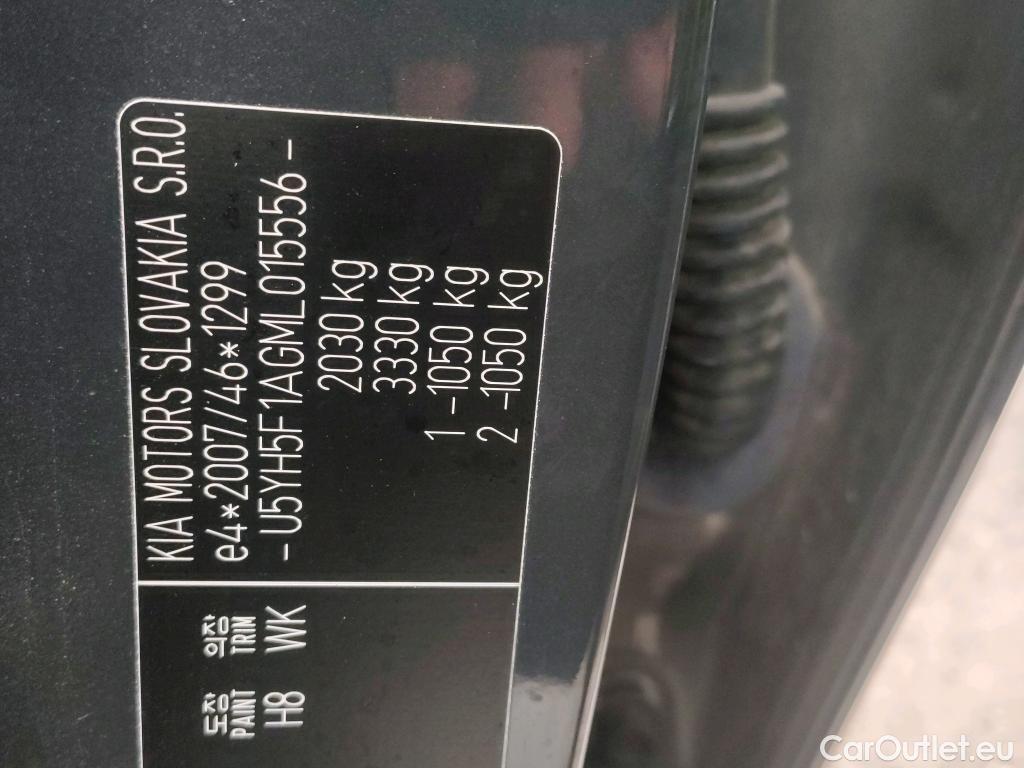 KIA MOTORS SLOVAKIA S.R.O.
e4*2007/46*1299
-U5YH5F1AGML015556-
2030 kg
3330 kg
1 -1050 kg
2 -1050 kg
도장 의장
PAINT TRIM
H8 WK
CarOutlet.eu